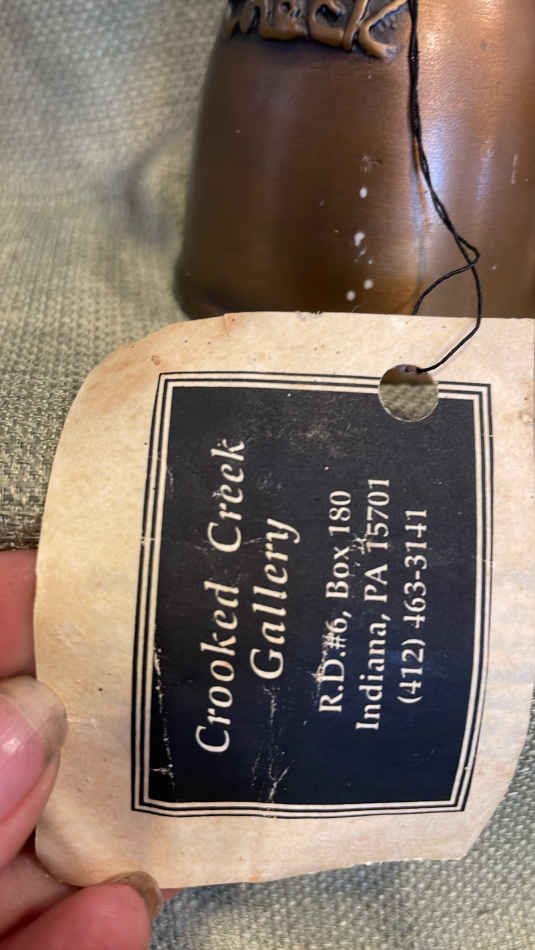 Crooked Creek
Gallery
R.D.#6, Box 180
Indiana, PA 15701
(412) 463-3141